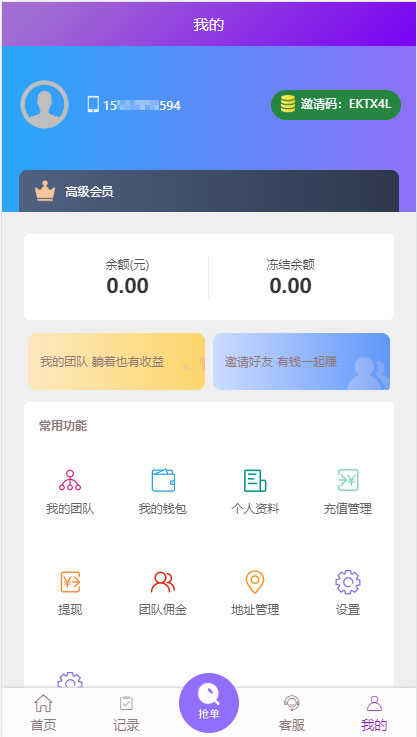 我的
15 594
邀请码：EKTX4L
高级会员
余额(元) 冻结余额
0.00 0.00
我的团队 躺着也有收益 邀请好友 有钱一起赚
常用功能
我的团队 我的钱包 个人资料 充值管理
提现 团队佣金 地址管理 设置
首页 记录 抢单 客服 我的